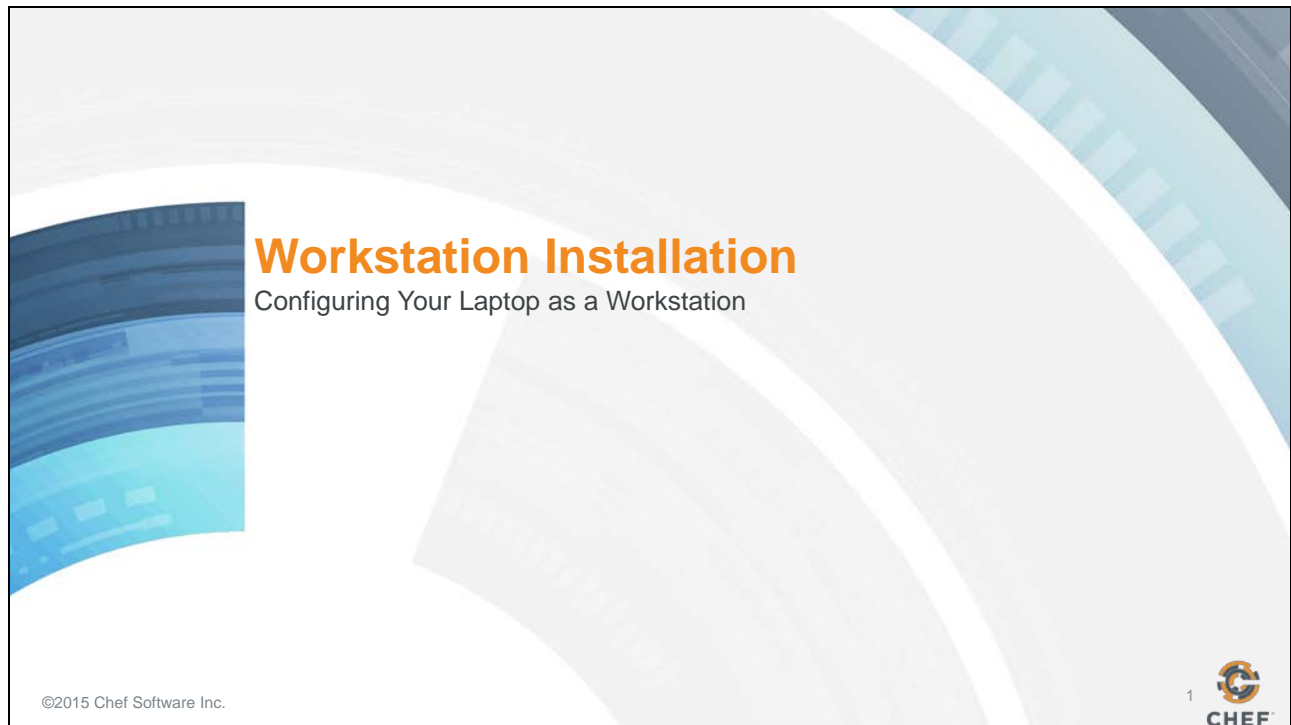 Workstation Installation
Configuring Your Laptop as a Workstation
©2015 Chef Software Inc.
1
CHEF